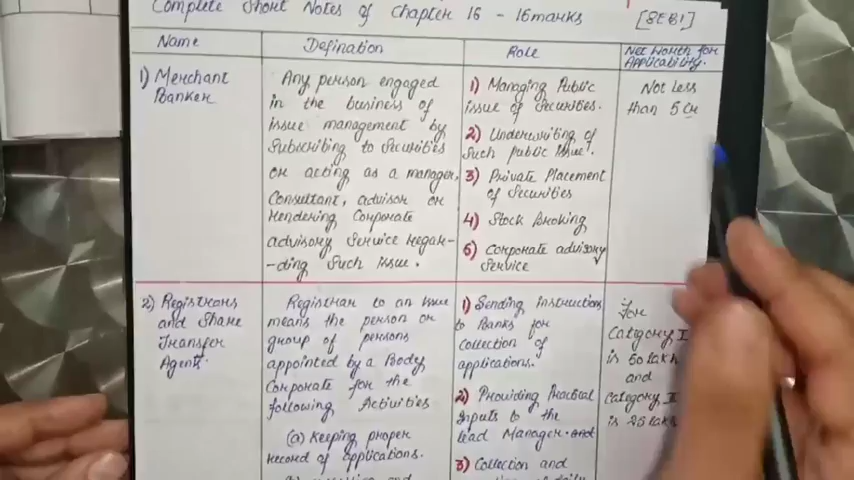 Complete Short Notes of Chapter 16 - 16marks
[SEBI]
Name
Defination
Role
Net Worth for
Applicability.
1) Merchant
Banker
Any person engaged
in the business of
issue management by
Subscribing to Securities
or acting as a manager,
Consultant, advisor or
rendering Corporate
advisory Service regar-
-ding Such issue.
1) Managing Public
issue of Securities.
2) Underwriting of
Such public issue.
3) Private Placement
of Securities
4) Stock Broking
5) Corporate advisory
Service
Not Less
than 5 Cr
2) Registrars
and Share
Transfer
Agent.
Registrar to an issue
means the person or
group of persons
appointed by a Body
Corporate for the
following Activities
(a) Keeping proper
record of applications.
1) Sending instructions
to Banks for
collection of
applications.
2) Providing Practical
Inputs to the
Lead Manager and
3) Collection and
for
Category I
is 50 lakh
and
Category II
is 25 lakh